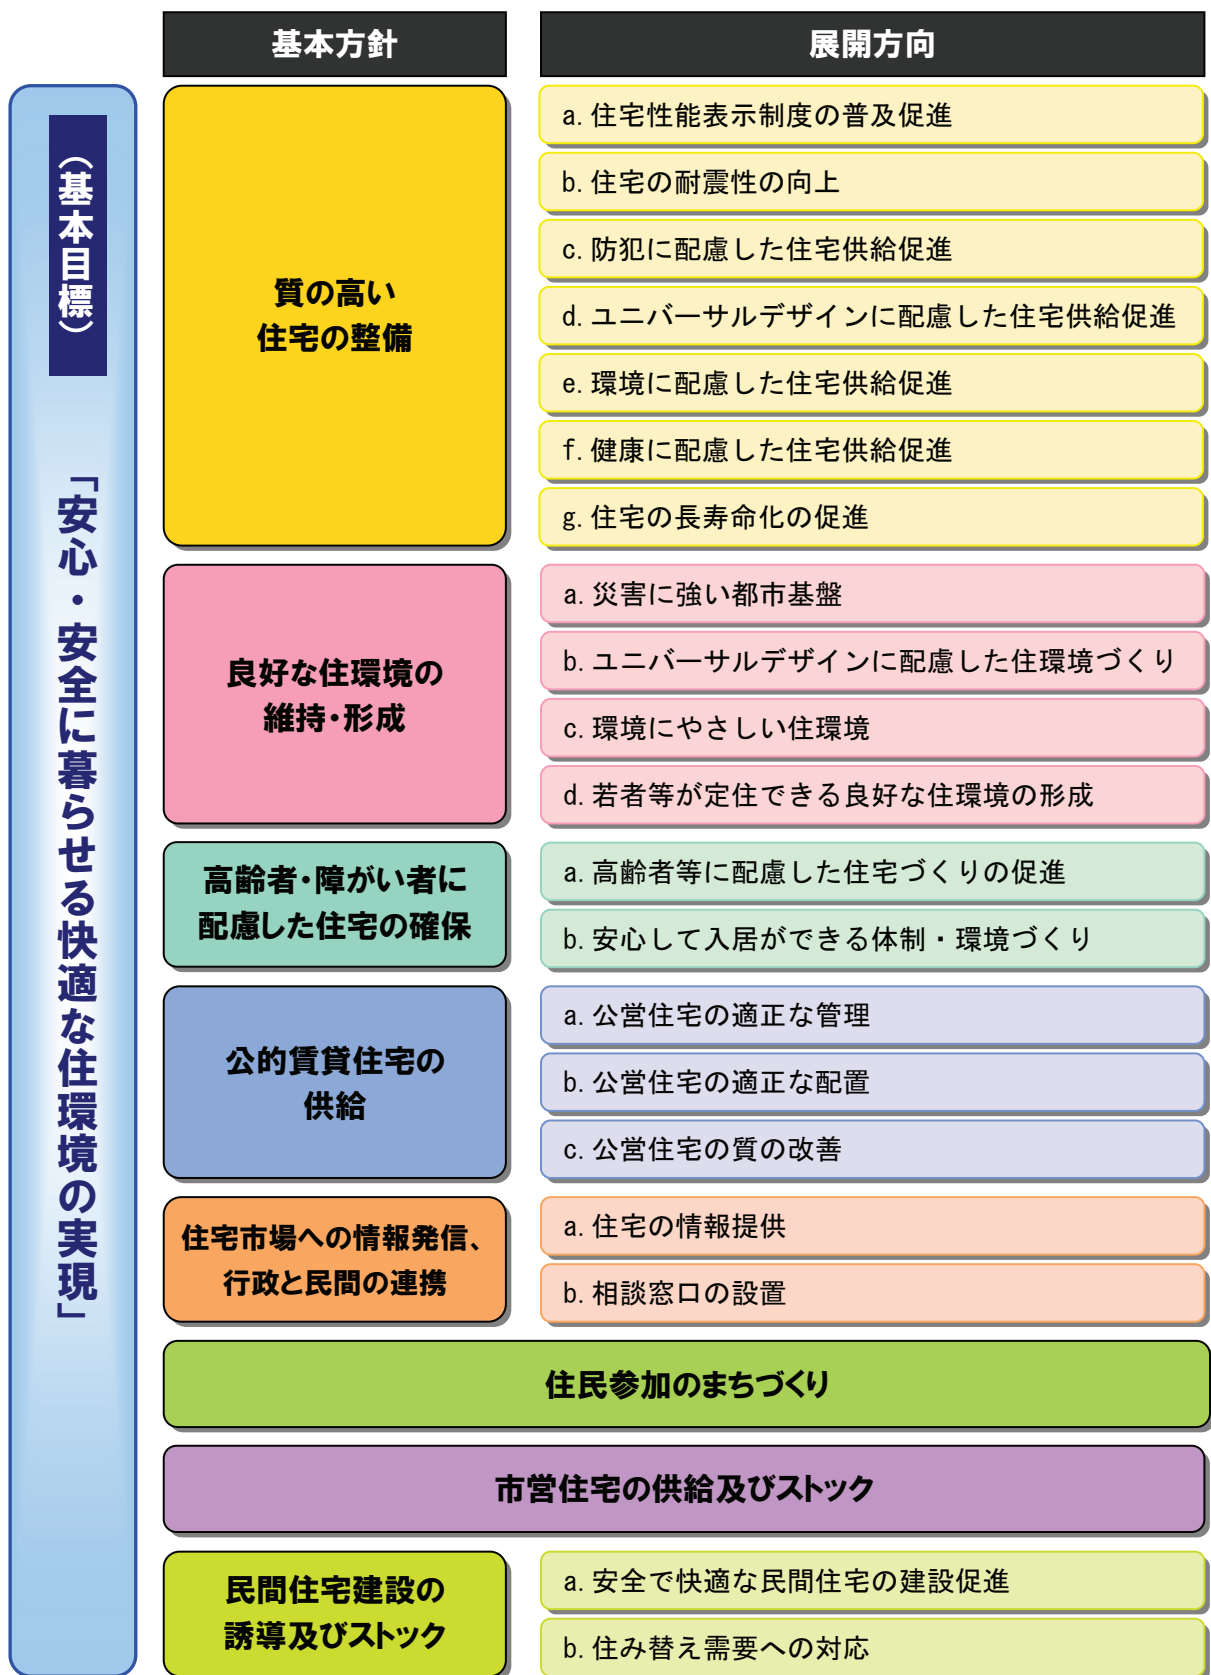 基本方針
展開方向
(基本目標)
「安心・安全に暮らせる快適な住環境の実現」
質の高い
住宅の整備
a. 住宅性能表示制度の普及促進
b. 住宅の耐震性の向上
c. 防犯に配慮した住宅供給促進
d. ユニバーサルデザインに配慮した住宅供給促進
e. 環境に配慮した住宅供給促進
f. 健康に配慮した住宅供給促進
g. 住宅の長寿命化の促進
良好な住環境の
維持・形成
a. 災害に強い都市基盤
b. ユニバーサルデザインに配慮した住環境づくり
c. 環境にやさしい住環境
d. 若者等が定住できる良好な住環境の形成
高齢者・障がい者に
配慮した住宅の確保
a. 高齢者等に配慮した住宅づくりの促進
b. 安心して入居ができる体制・環境づくり
公的賃貸住宅の
供給
a. 公営住宅の適正な管理
b. 公営住宅の適正な配置
c. 公営住宅の質の改善
住宅市場への情報発信、
行政と民間の連携
a. 住宅の情報提供
b. 相談窓口の設置
住民参加のまちづくり
市営住宅の供給及びストック
民間住宅建設の
誘導及びストック
a. 安全で快適な民間住宅の建設促進
b. 住み替え需要への対応